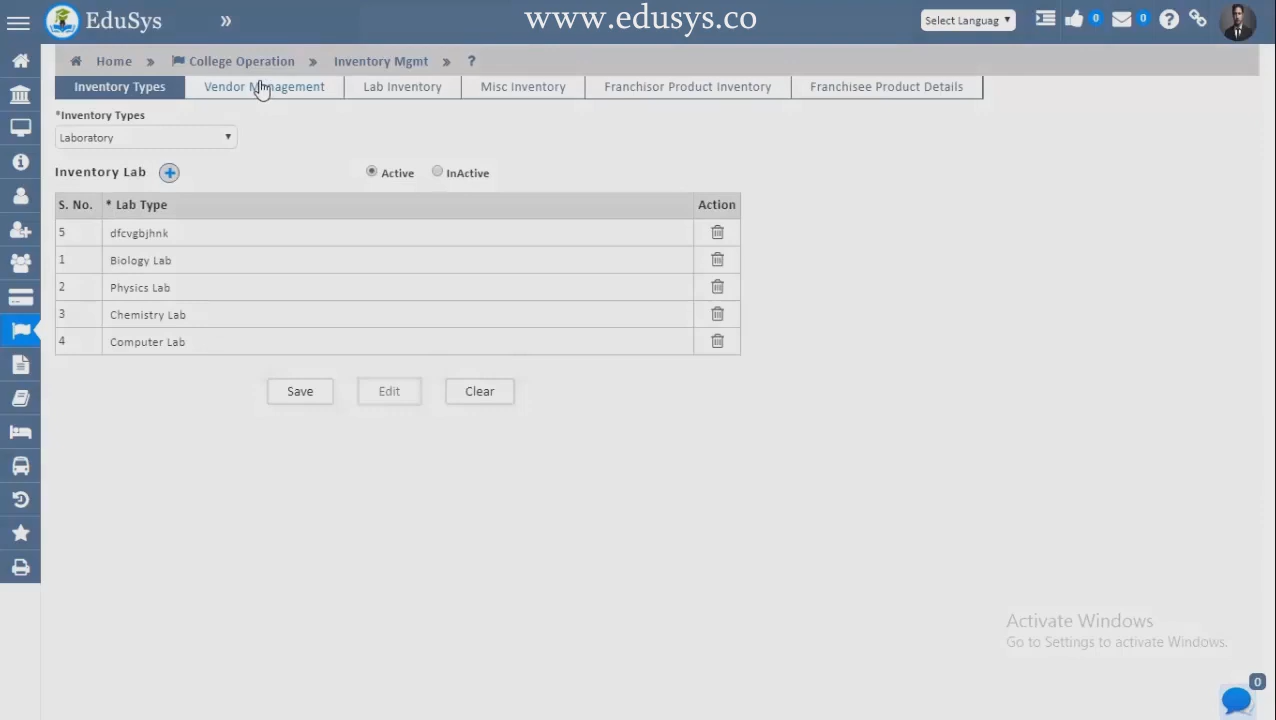 EduSys » www.edusys.co Select Languag 0 0
Home » College Operation » Inventory Mgmt » ?
Inventory Types Vendor Management Lab Inventory Misc Inventory Franchisor Product Inventory Franchisee Product Details
*Inventory Types
Laboratory
Inventory Lab Active InActive
S. No. * Lab Type Action
5 dfcvgbjhnk
1 Biology Lab
2 Physics Lab
3 Chemistry Lab
4 Computer Lab
Save Edit Clear
Activate Windows
Go to Settings to activate Windows.
0